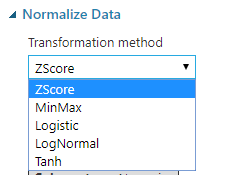 Normalize Data
Transformation method
ZScore
ZScore
MinMax
Logistic
LogNormal
Tanh